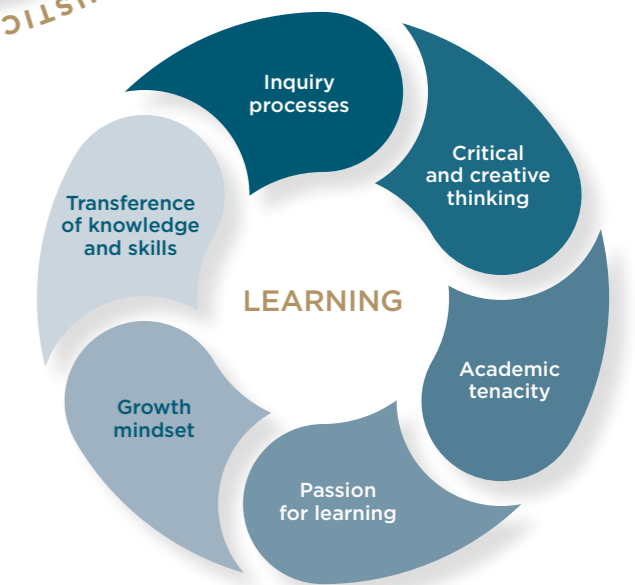 Inquiry
processes
Critical
and creative
thinking
Academic
tenacity
Passion
for learning
Growth
mindset
Transference
of knowledge
and skills
LEARNING